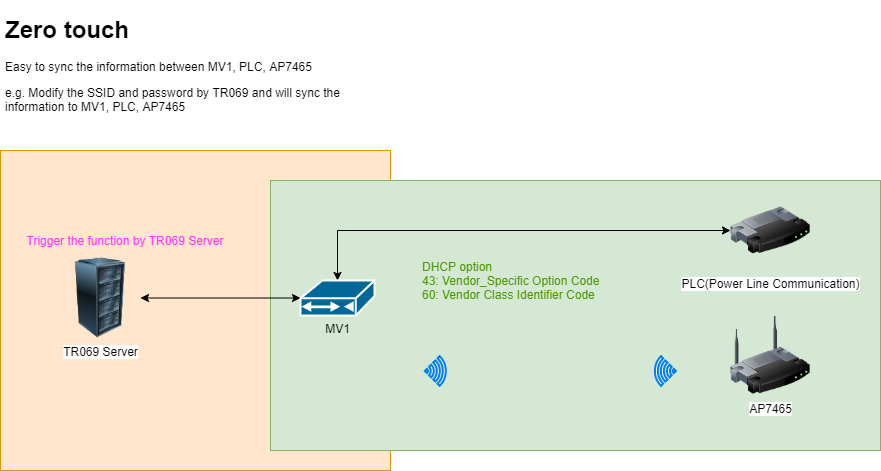 Zero touch
Easy to sync the information between MV1, PLC, AP7465
e.g. Modify the SSID and password by TR069 and will sync the
information to MV1, PLC, AP7465
Trigger the function by TR069 Server
TR069 Server
MV1
DHCP option
43: Vendor_Specific Option Code
60: Vendor Class Identifier Code
PLC(Power Line Communication)
AP7465